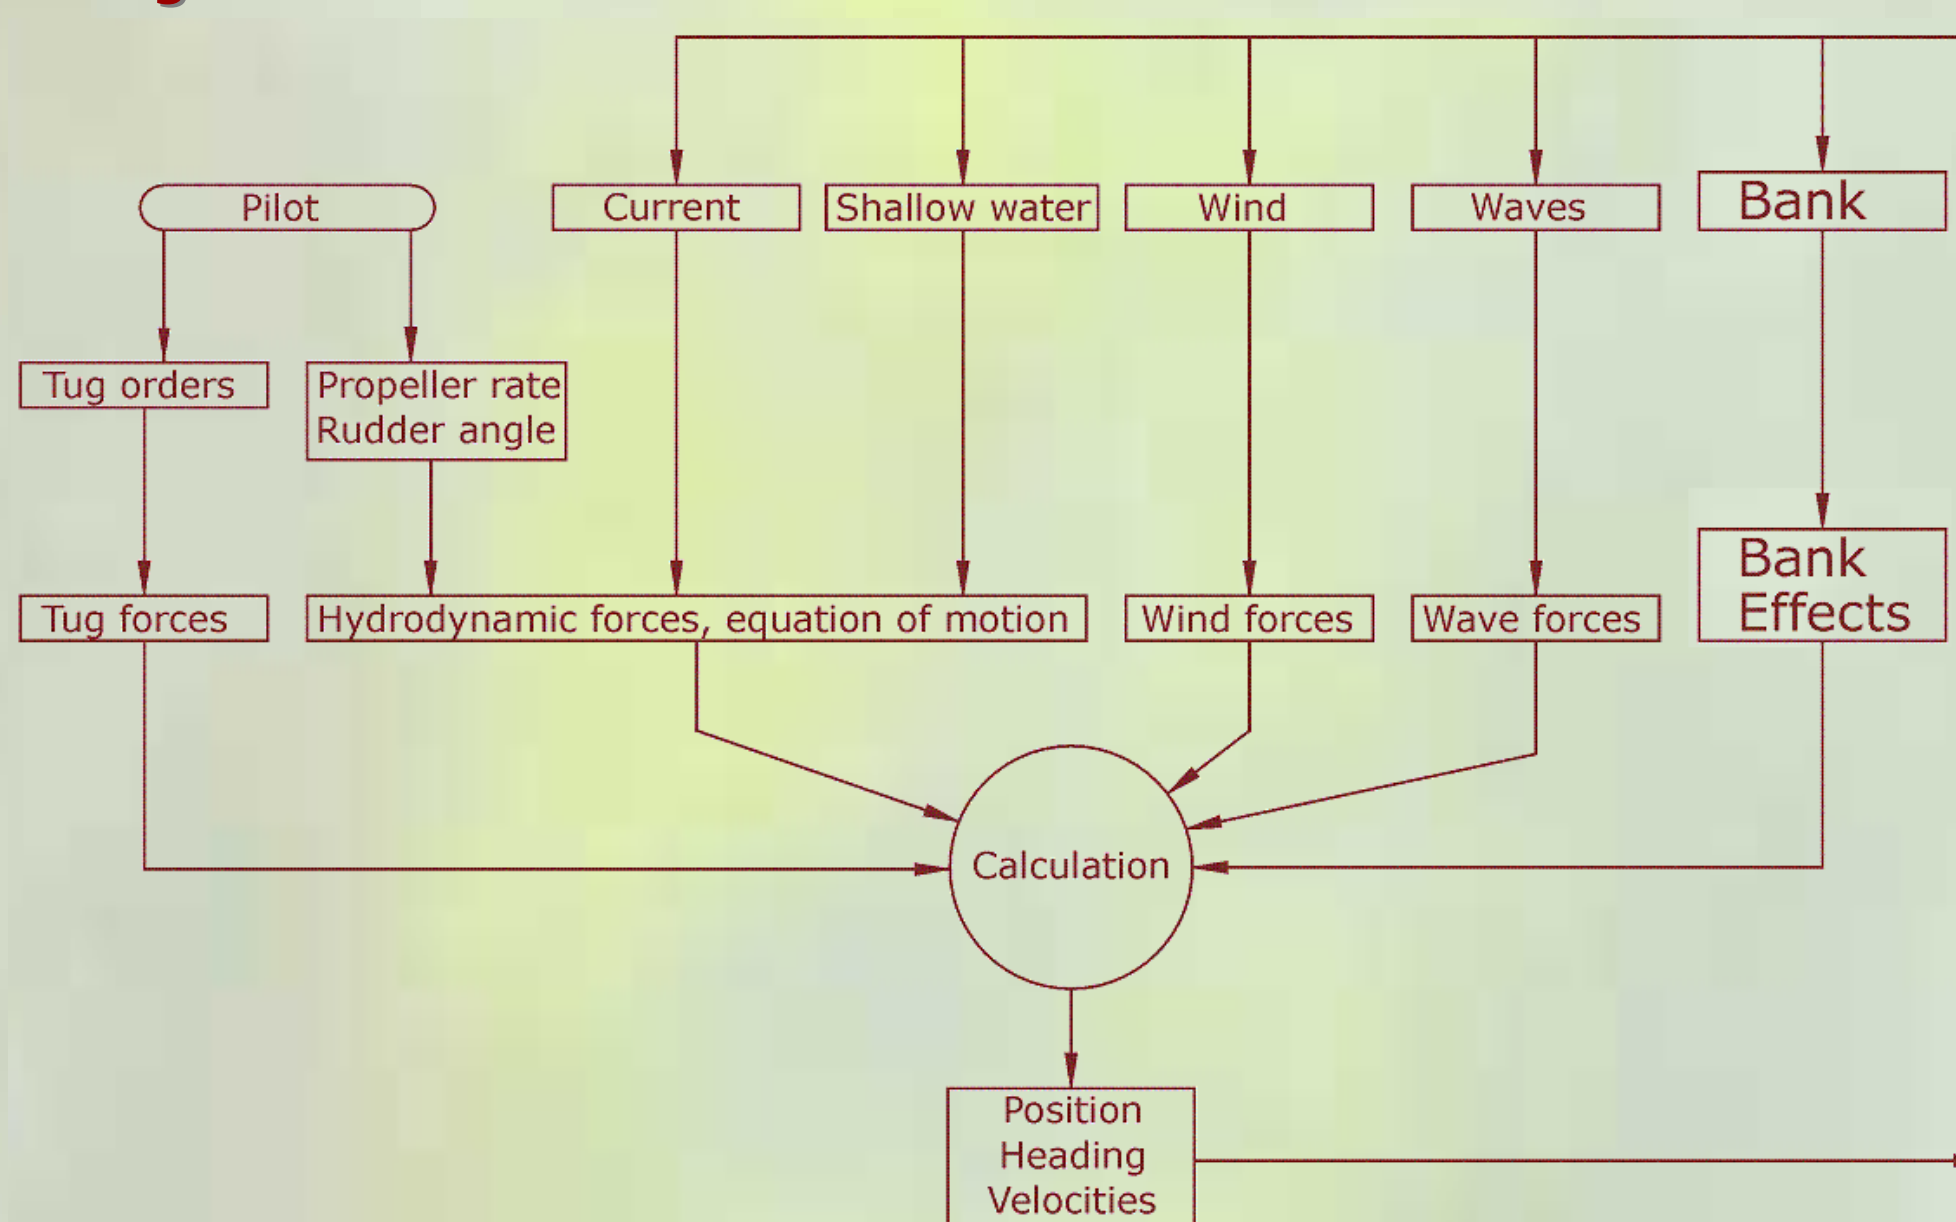 Pilot
Current
Shallow water
Wind
Waves
Bank
Tug orders
Propeller rate
Rudder angle
Tug forces
Hydrodynamic forces, equation of motion
Wind forces
Wave forces
Bank
Effects
Calculation
Position
Heading
Velocities